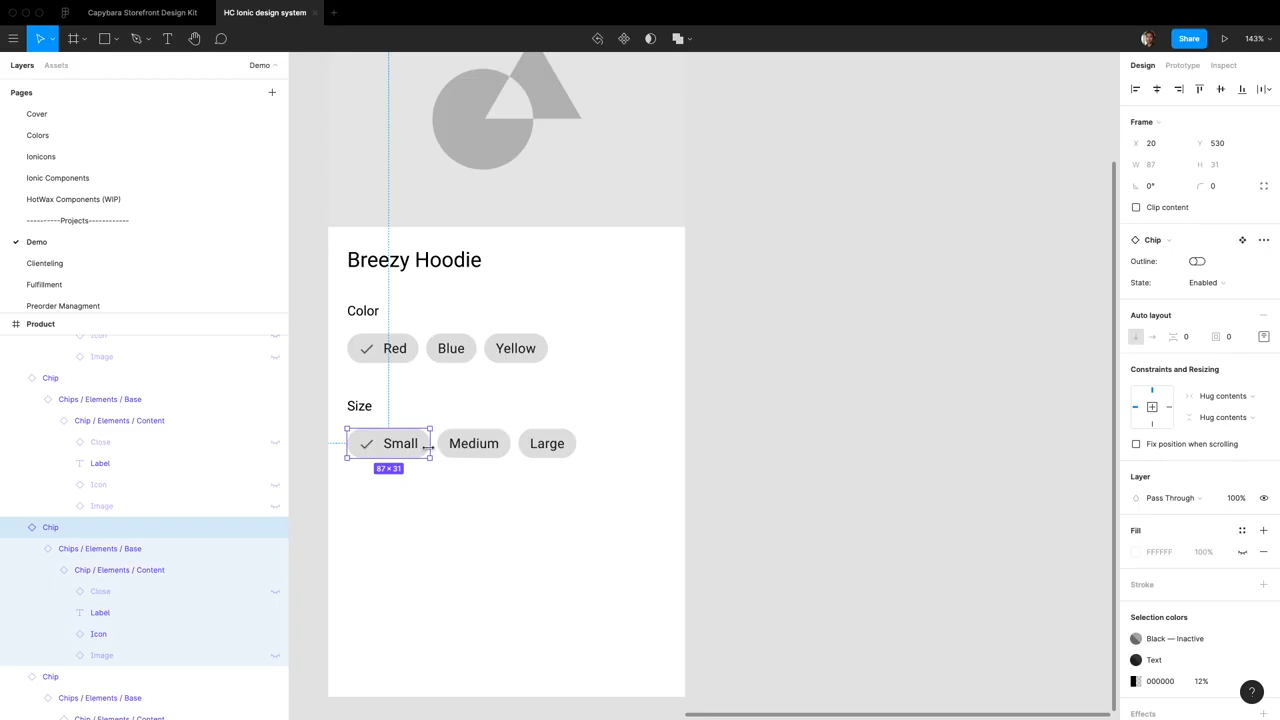 Capybara Storefront Design Kit
HC Ionic design system
Share
143%
Layers
Assets
Demo
Pages
Cover
Colors
Ionicons
Ionic Components
HotWax Components (WIP)
----------Projects------------
Demo
Clienteling
Fulfillment
Preorder Managment
Product
Icon
Image
Chip
Chips / Elements / Base
Chip / Elements / Content
Close
Label
Icon
Image
Chip
Chips / Elements / Base
Chip / Elements / Content
Close
Label
Icon
Image
Chip
Chips / Elements / Base
Chip / Elements / Content
Breezy Hoodie
Color
Red
Blue
Yellow
Size
Small
Medium
Large
87 × 31
Design
Prototype
Inspect
Frame
X 20 Y 530
W 87 H 31
0° 0
Clip content
Chip
Outline:
State: Enabled
Auto layout
0 0
Constraints and Resizing
Hug contents
Hug contents
Fix position when scrolling
Layer
Pass Through 100%
Fill
FFFFFF 100%
Stroke
Selection colors
Black — Inactive
Text
000000 12%
Effects
?